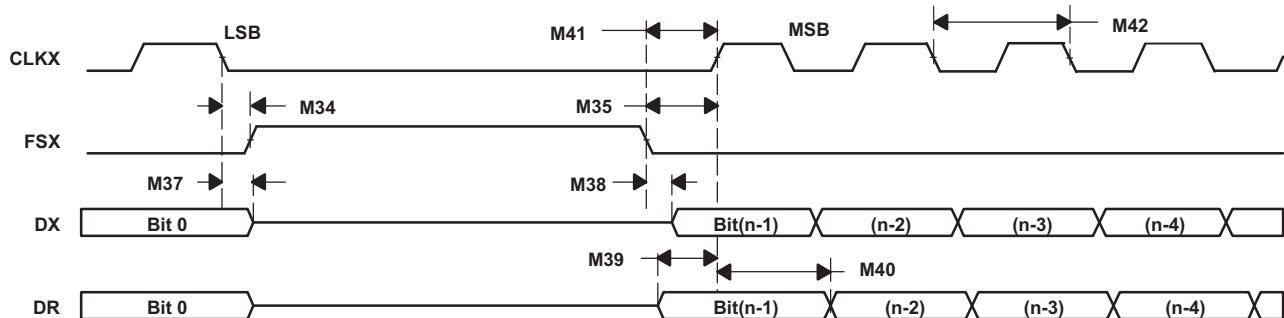 LSB M41 MSB M42
CLKX
M34 M35
FSX
M37 M38
DX Bit 0 Bit(n-1) (n-2) (n-3) (n-4)
M39 M40
DR Bit 0 Bit(n-1) (n-2) (n-3) (n-4)